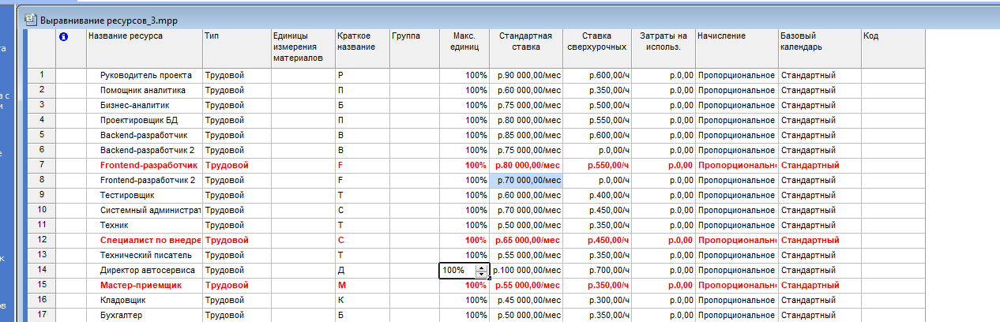 Выравнивание ресурсов_3.mpp
Название ресурса Тип Единицы измерения материалов Краткое название Группа Макс. единиц Стандартная ставка Ставка сверхурочных Затраты на использ. Начисление Базовый календарь Код
1 Руководитель проекта Трудовой Р 100% р.90 000,00/мес р.600,00/ч р.0,00 Пропорциональное Стандартный
2 Помощник аналитика Трудовой П 100% р.60 000,00/мес р.350,00/ч р.0,00 Пропорциональное Стандартный
3 Бизнес-аналитик Трудовой Б 100% р.75 000,00/мес р.500,00/ч р.0,00 Пропорциональное Стандартный
4 Проектировщик БД Трудовой П 100% р.80 000,00/мес р.550,00/ч р.0,00 Пропорциональное Стандартный
5 Backend-разработчик Трудовой B 100% р.85 000,00/мес р.600,00/ч р.0,00 Пропорциональное Стандартный
6 Backend-разработчик 2 Трудовой B 100% р.75 000,00/мес р.0,00/ч р.0,00 Пропорциональное Стандартный
7 Frontend-разработчик Трудовой F 100% р.80 000,00/мес р.550,00/ч р.0,00 Пропорциональн Стандартный
8 Frontend-разработчик 2 Трудовой F 100% р.70 000,00/мес р.0,00/ч р.0,00 Пропорциональное Стандартный
9 Тестировщик Трудовой Т 100% р.60 000,00/мес р.400,00/ч р.0,00 Пропорциональное Стандартный
10 Системный администрат Трудовой С 100% р.70 000,00/мес р.450,00/ч р.0,00 Пропорциональное Стандартный
11 Техник Трудовой Т 100% р.50 000,00/мес р.350,00/ч р.0,00 Пропорциональное Стандартный
12 Специалист по внедре Трудовой С 100% р.65 000,00/мес р.450,00/ч р.0,00 Пропорциональн Стандартный
13 Технический писатель Трудовой Т 100% р.55 000,00/мес р.350,00/ч р.0,00 Пропорциональное Стандартный
14 Директор автосервиса Трудовой Д 100% р.100 000,00/мес р.700,00/ч р.0,00 Пропорциональное Стандартный
15 Мастер-приемщик Трудовой М 100% р.55 000,00/мес р.350,00/ч р.0,00 Пропорциональн Стандартный
16 Кладовщик Трудовой К 100% р.45 000,00/мес р.300,00/ч р.0,00 Пропорциональное Стандартный
17 Бухгалтер Трудовой Б 100% р.50 000,00/мес р.350,00/ч р.0,00 Пропорциональное Стандартный